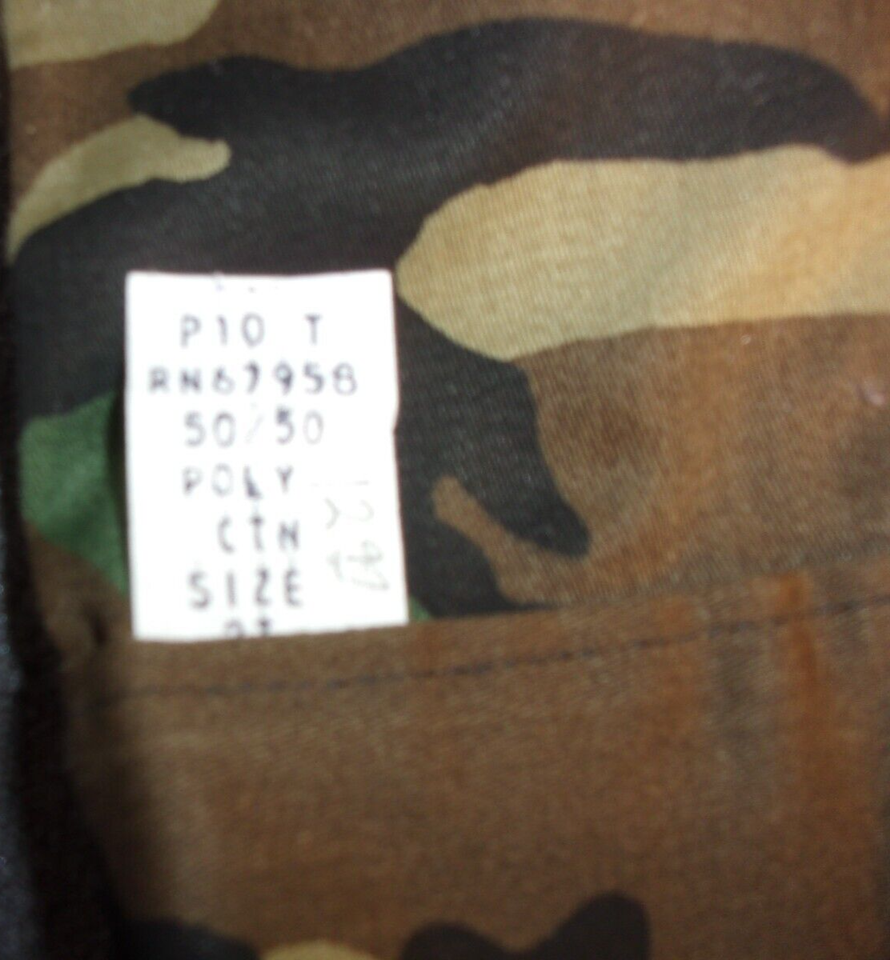 P10 T
RN67958
50/50
POLY
CTN
SIZE